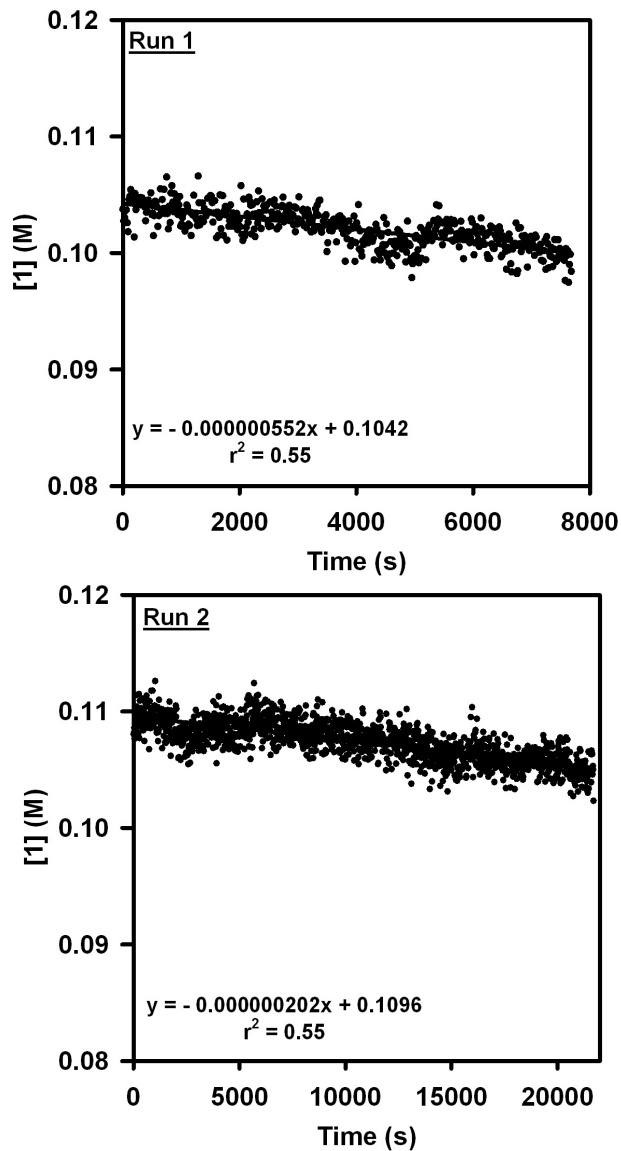 Run 1
0.12
0.11
0.10
0.09
0.08
[1] (M)
y = - 0.000000552x + 0.1042
r² = 0.55
0 2000 4000 6000 8000
Time (s)
Run 2
0.12
0.11
0.10
0.09
0.08
[1] (M)
y = - 0.000000202x + 0.1096
r² = 0.55
0 5000 10000 15000 20000
Time (s)